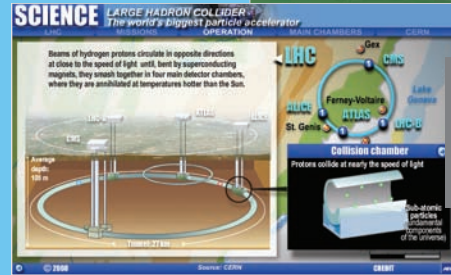 SCIENCE LARGE HADRON COLLIDER
The world's biggest particle accelerator
LHC MISSIONS OPERATION MAIN CHAMBERS CERN
Beams of hydrogen protons circulate in opposite directions
at close to the speed of light until, bent by superconducting
magnets, they smash together in four main detector chambers,
where they are annihilated at temperatures hotter than the Sun.
CMS
LHC-B
ATLAS
ALICE
Average
depth:
Tunnel: 27 km
LHC
Gex
CMS
Lake
Geneva
Ferney-Voltaire
ALICE
ATLAS
St. Genis
LHC-B
Collision chamber
Protons collide at nearly the speed of light
Sub-atomic
particles
(fundamental
components
of the universe)
© 2008 Source: CERN CREDIT